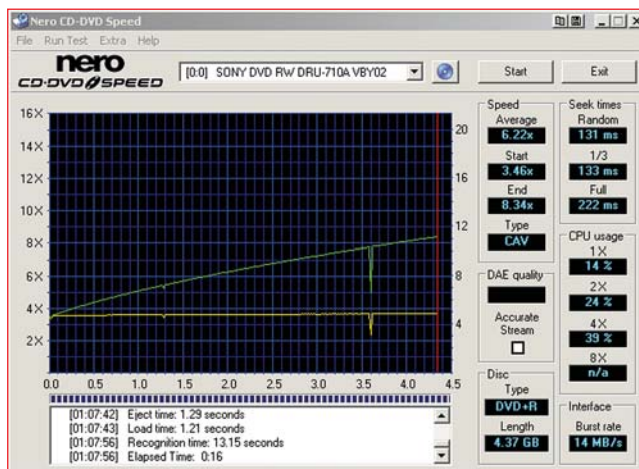 Nero CD-DVD Speed
File Run Test Extra Help
nero
CD·DVD SPEED
[0:0] SONY DVD RW DRU-710A VBY02
Start
Exit
16X
14X
12X
10X
8X
6X
4X
2X
20
16
12
8
4
0.0 0.5 1.0 1.5 2.0 2.5 3.0 3.5 4.0 4.5
Speed
Average
6.22x
Start
3.46x
End
8.34x
Type
CAV
Seek times
Random
131 ms
1/3
133 ms
Full
222 ms
CPU usage
1X
14 %
2X
24 %
4X
39 %
8X
n/a
DAE quality
Accurate
Stream
Disc
Type
DVD+R
Length
4.37 GB
Interface
Burst rate
14 MB/s
[01:07:42] Eject time: 1.29 seconds
[01:07:43] Load time: 1.21 seconds
[01:07:56] Recognition time: 13.15 seconds
[01:07:56] Elapsed Time: 0:16